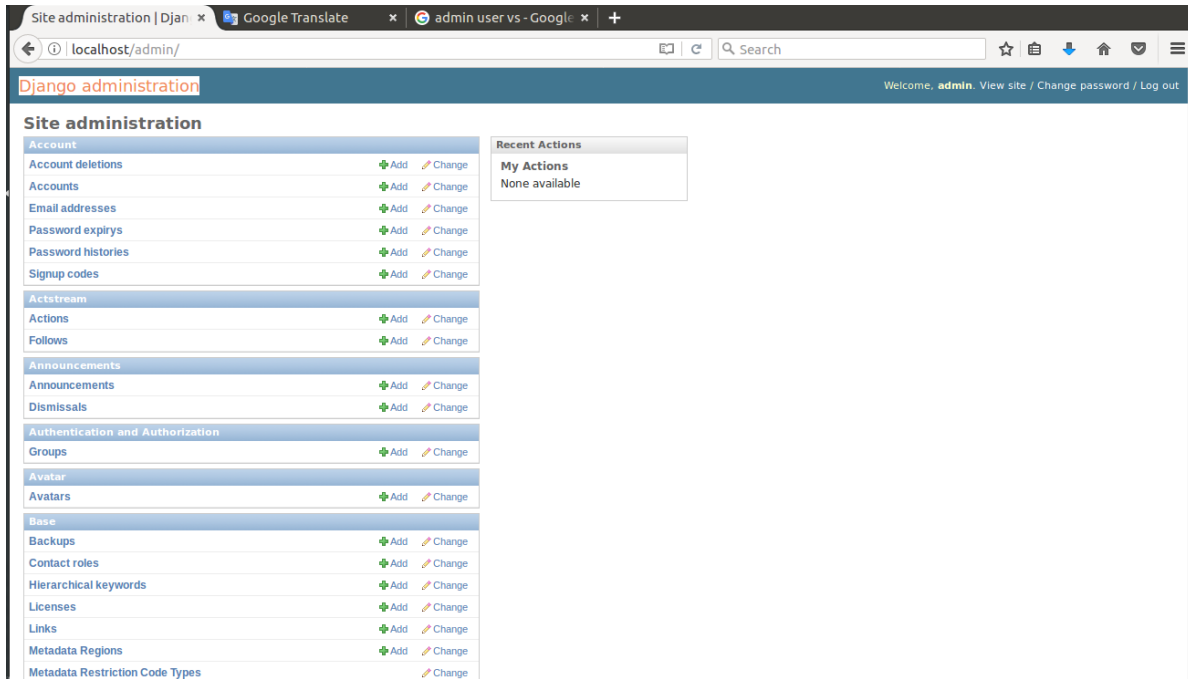 Site administration | Djan
Google Translate
admin user vs - Google
localhost/admin/
Search
Django administration
Welcome, admin. View site / Change password / Log out
Site administration
Account
Account deletions Add Change
Accounts Add Change
Email addresses Add Change
Password expirys Add Change
Password histories Add Change
Signup codes Add Change
Actstream
Actions Add Change
Follows Add Change
Announcements
Announcements Add Change
Dismissals Add Change
Authentication and Authorization
Groups Add Change
Avatar
Avatars Add Change
Base
Backups Add Change
Contact roles Add Change
Hierarchical keywords Add Change
Licenses Add Change
Links Add Change
Metadata Regions Add Change
Metadata Restriction Code Types Change
Recent Actions
My Actions
None available